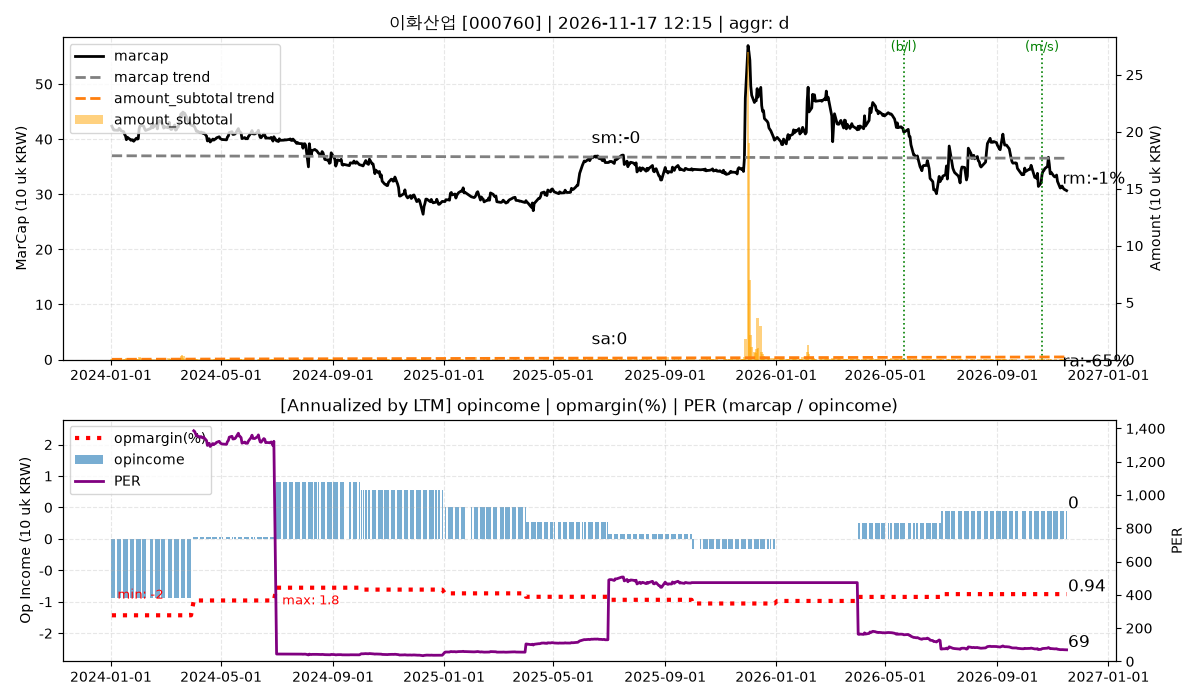 이화산업 [000760] | 2026-11-17 12:15 | aggr: d
marcap
marcap trend
amount_subtotal trend
amount_subtotal
(b/l)
(m/s)
sm:-0
rm:-1%
sa:0
ra:-65%
MarCap (10 uk KRW)
50
40
30
20
10
0
Amount (10 uk KRW)
25
20
15
10
5
0
2024-01-01
2024-05-01
2024-09-01
2025-01-01
2025-05-01
2025-09-01
2026-01-01
2026-05-01
2026-09-01
2027-01-01
[Annualized by LTM] opincome | opmargin(%) | PER (marcap / opincome)
opmargin(%)
opincome
PER
min: -2
max: 1.8
0
0.94
69
Op Income (10 uk KRW)
2
1
0
0
-0
-1
-2
PER
1,400
1,200
1,000
800
600
400
200
0
2024-01-01
2024-05-01
2024-09-01
2025-01-01
2025-05-01
2025-09-01
2026-01-01
2026-05-01
2026-09-01
2027-01-01